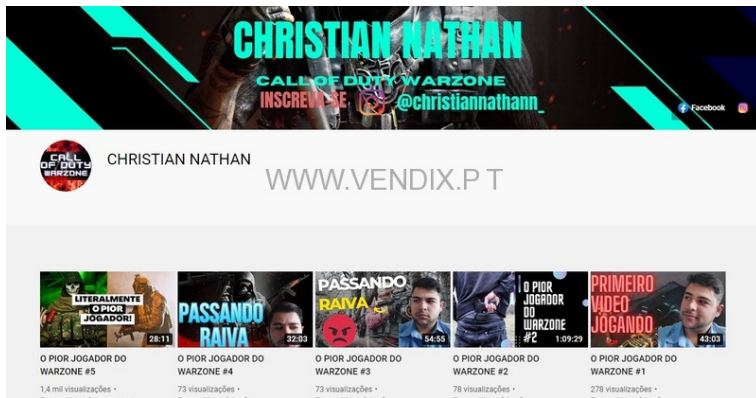 CHRISTIAN NATHAN
CALL OF DUTY WARZONE
INSCREVA-SE @christiannathann_
Facebook
CALL
OF DUTY
WARZONE
CHRISTIAN NATHAN
WWW.VENDIX.PT
LITERALMENTE
O PIOR
JOGADOR!
28:11
PASSANDO
RAIVA
32:03
PASSANDO
RAIVA
54:55
O PIOR
JOGADOR
DO
WARZONE
#2
1:09:29
PRIMEIRO
VIDEO
JOGANDO
43:03
O PIOR JOGADOR DO
WARZONE #5
1,4 mil visualizações •
O PIOR JOGADOR DO
WARZONE #4
73 visualizações •
O PIOR JOGADOR DO
WARZONE #3
73 visualizações •
O PIOR JOGADOR DO
WARZONE #2
78 visualizações •
O PIOR JOGADOR DO
WARZONE #1
278 visualizações •